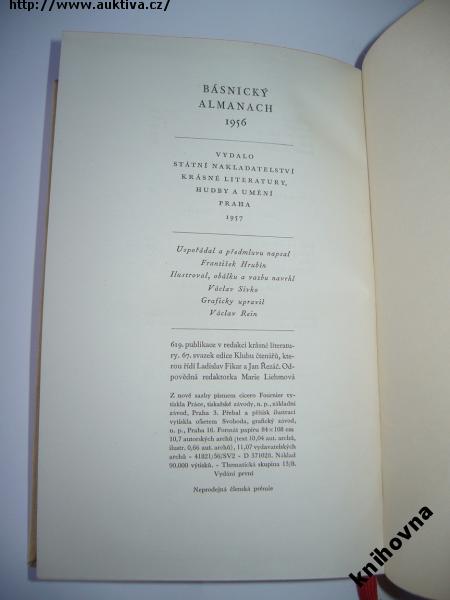 http://www.auktiva.cz/
BÁSNICKÝ
ALMANACH
1956
VYDALO
STÁTNÍ NAKLADATELSTVÍ
KRÁSNÉ LITERATURY,
HUDBY A UMĚNÍ
PRAHA
1957
Uspořádal a předmluvu napsal
František Hrubín
Ilustroval, obálku a vazbu navrhl
Václav Sivko
Graficky upravil
Václav Rein
619. publikace v redakci krásné literatu-
ry. 67. svazek edice Klubu čtenářů, kte-
rou řídí Ladislav Fikar a Jan Řezáč. Od-
povědná redaktorka Marie Liehmová
Z nové sazby písmem cicero Fournier vy-
tiskla Práce, tiskařské závody, n. p., základní
závod, Praha 3. Přebal a příloh ilustrací
vytiskla ofsetem Svoboda, grafický závod,
n. p., Praha 16. Formát papíru 84 × 108 cm
10,7 autorských archů (text 10,04 aut. archů,
ilustr. 0,66 aut. archů), 11,07 vydavatelských
archů - 41821/56/SV2 - D 571028. Náklad
90.000 výtisků. - Thematická skupina 13/8.
Vydání první
Neprodejná členská prémie
knihovna